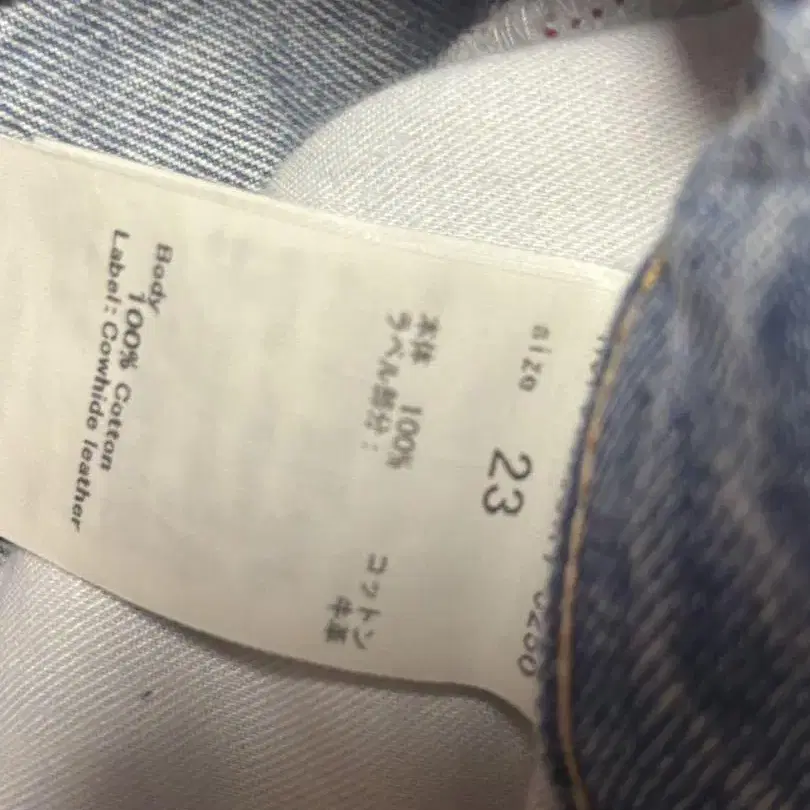 size 23
本体 100% コットン
ラベル部分: 牛革
Body
100% Cotton
Label: Cowhide leather